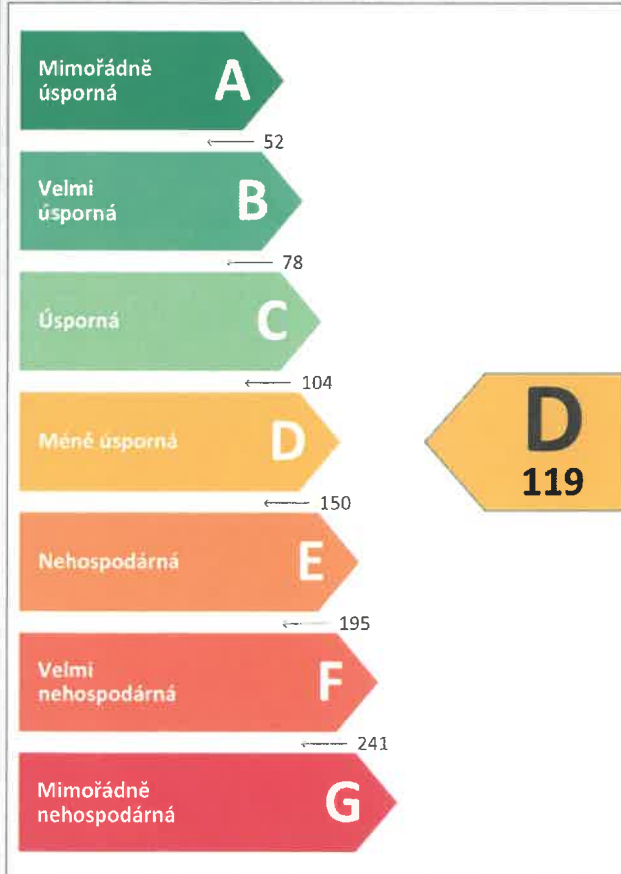 Mimořádně
úsporná
A
52
Velmi
úsporná
B
78
Úsporná
C
104
Méně úsporná
D
150
D
119
Nehospodárná
E
195
Velmi
nehospodárná
F
241
Mimořádně
nehospodárná
G